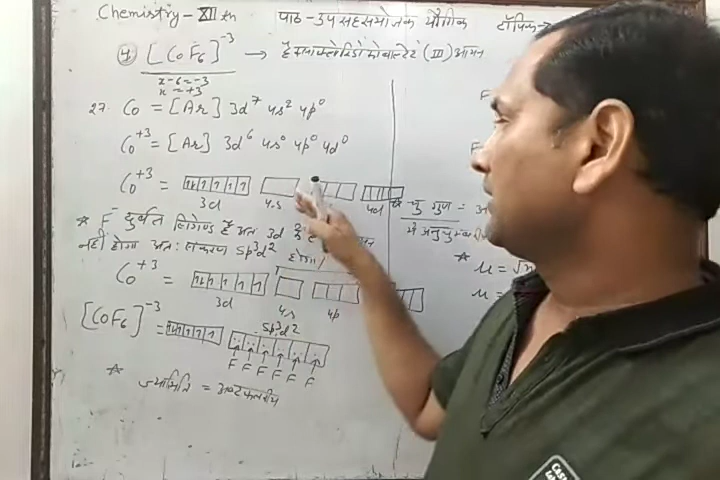 Chemistry - XII th पाठ - उपसहसंयोजक यौगिक टॉपिक →
4 [CoF6]⁻³ → हेक्साफ्लोरिडो कोबाल्टेट (III) आयन
x-6=-3
x = +3
27 Co = [Ar] 3d⁷ 4s² 4p⁰
Co⁺³ = [Ar] 3d⁶ 4s⁰ 4p⁰ 4d⁰
Co⁺³ =
3d 4s 4d
* F⁻ दुर्बल लिगेण्ड है अतः 3d
नहीं होगा अतः संकरण sp³d² होगा
Co⁺³ =
3d 4s 4p
[CoF6]⁻³ =
sp³d²
F F F F F F
* ज्यामिति = अष्टफलकीय
गुण =
* μ = √
μ =